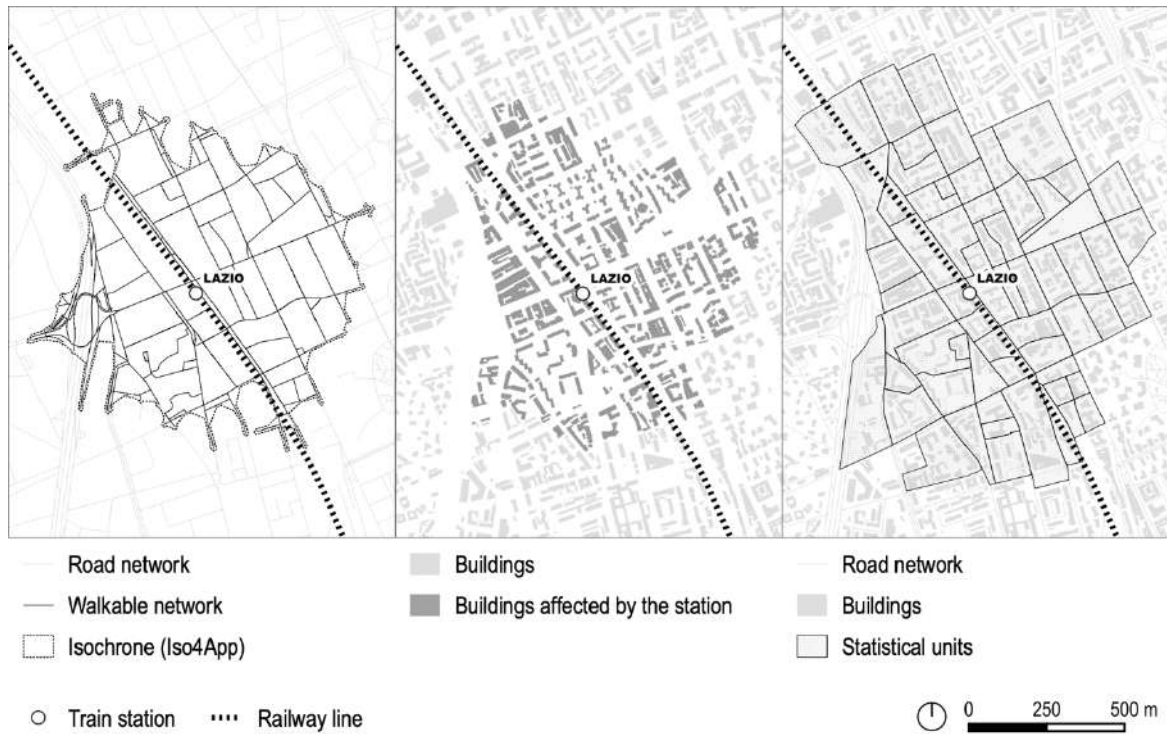 LAZIO
LAZIO
LAZIO
Road network
Walkable network
Isochrone (Iso4App)
Buildings
Buildings affected by the station
Road network
Buildings
Statistical units
Train station
Railway line
0 250 500 m